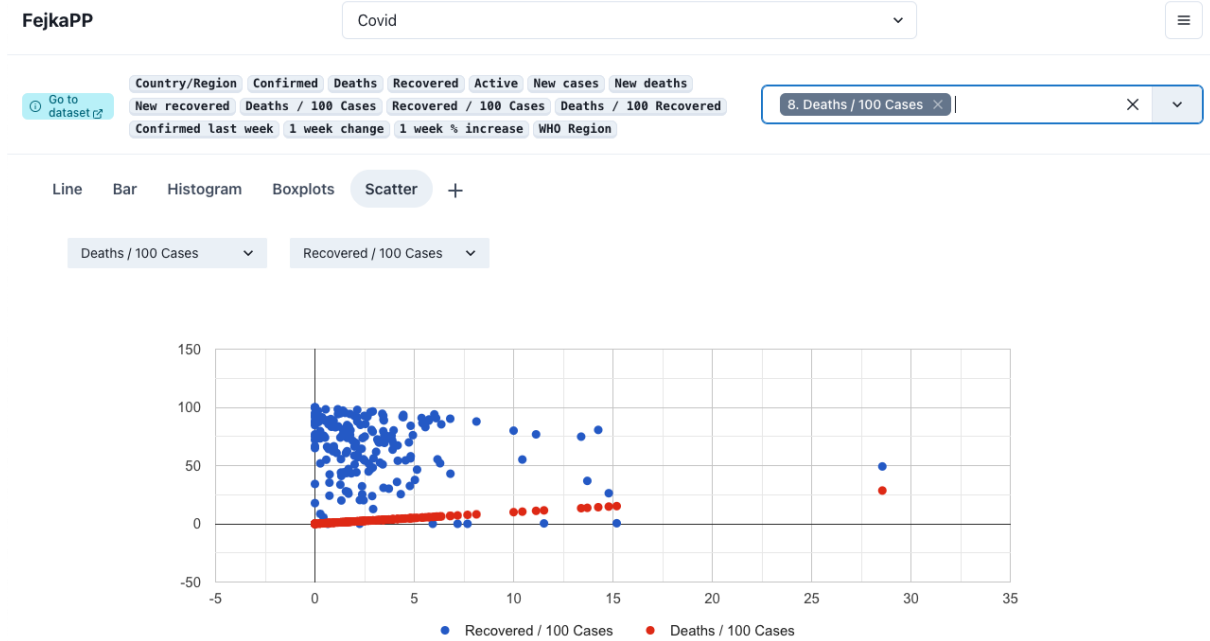 FejkaPP
Covid
Go to
dataset
Country/Region Confirmed Deaths Recovered Active New cases New deaths
New recovered Deaths / 100 Cases Recovered / 100 Cases Deaths / 100 Recovered
Confirmed last week 1 week change 1 week % increase WHO Region
8. Deaths / 100 Cases
Line Bar Histogram Boxplots Scatter
Deaths / 100 Cases Recovered / 100 Cases
150
100
50
0
-50
-5 0 5 10 15 20 25 30 35
Recovered / 100 Cases Deaths / 100 Cases